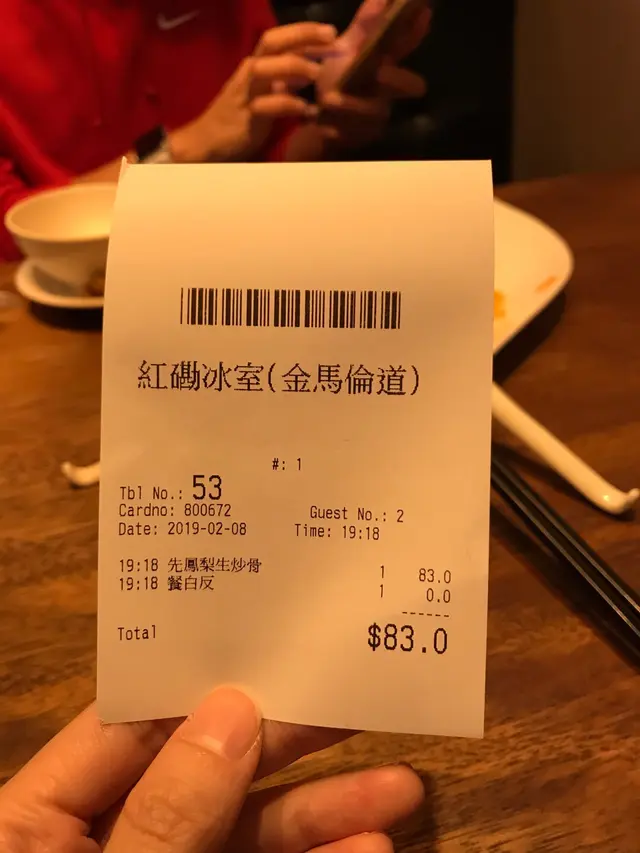 紅磡冰室(金馬倫道)
#: 1
Tbl No.: 53
Cardno: 800672 Guest No.: 2
Date: 2019-02-08 Time: 19:18
19:18 先鳳梨生炒骨 1 83.0
19:18 餐白反 1 0.0
------
Total $83.0